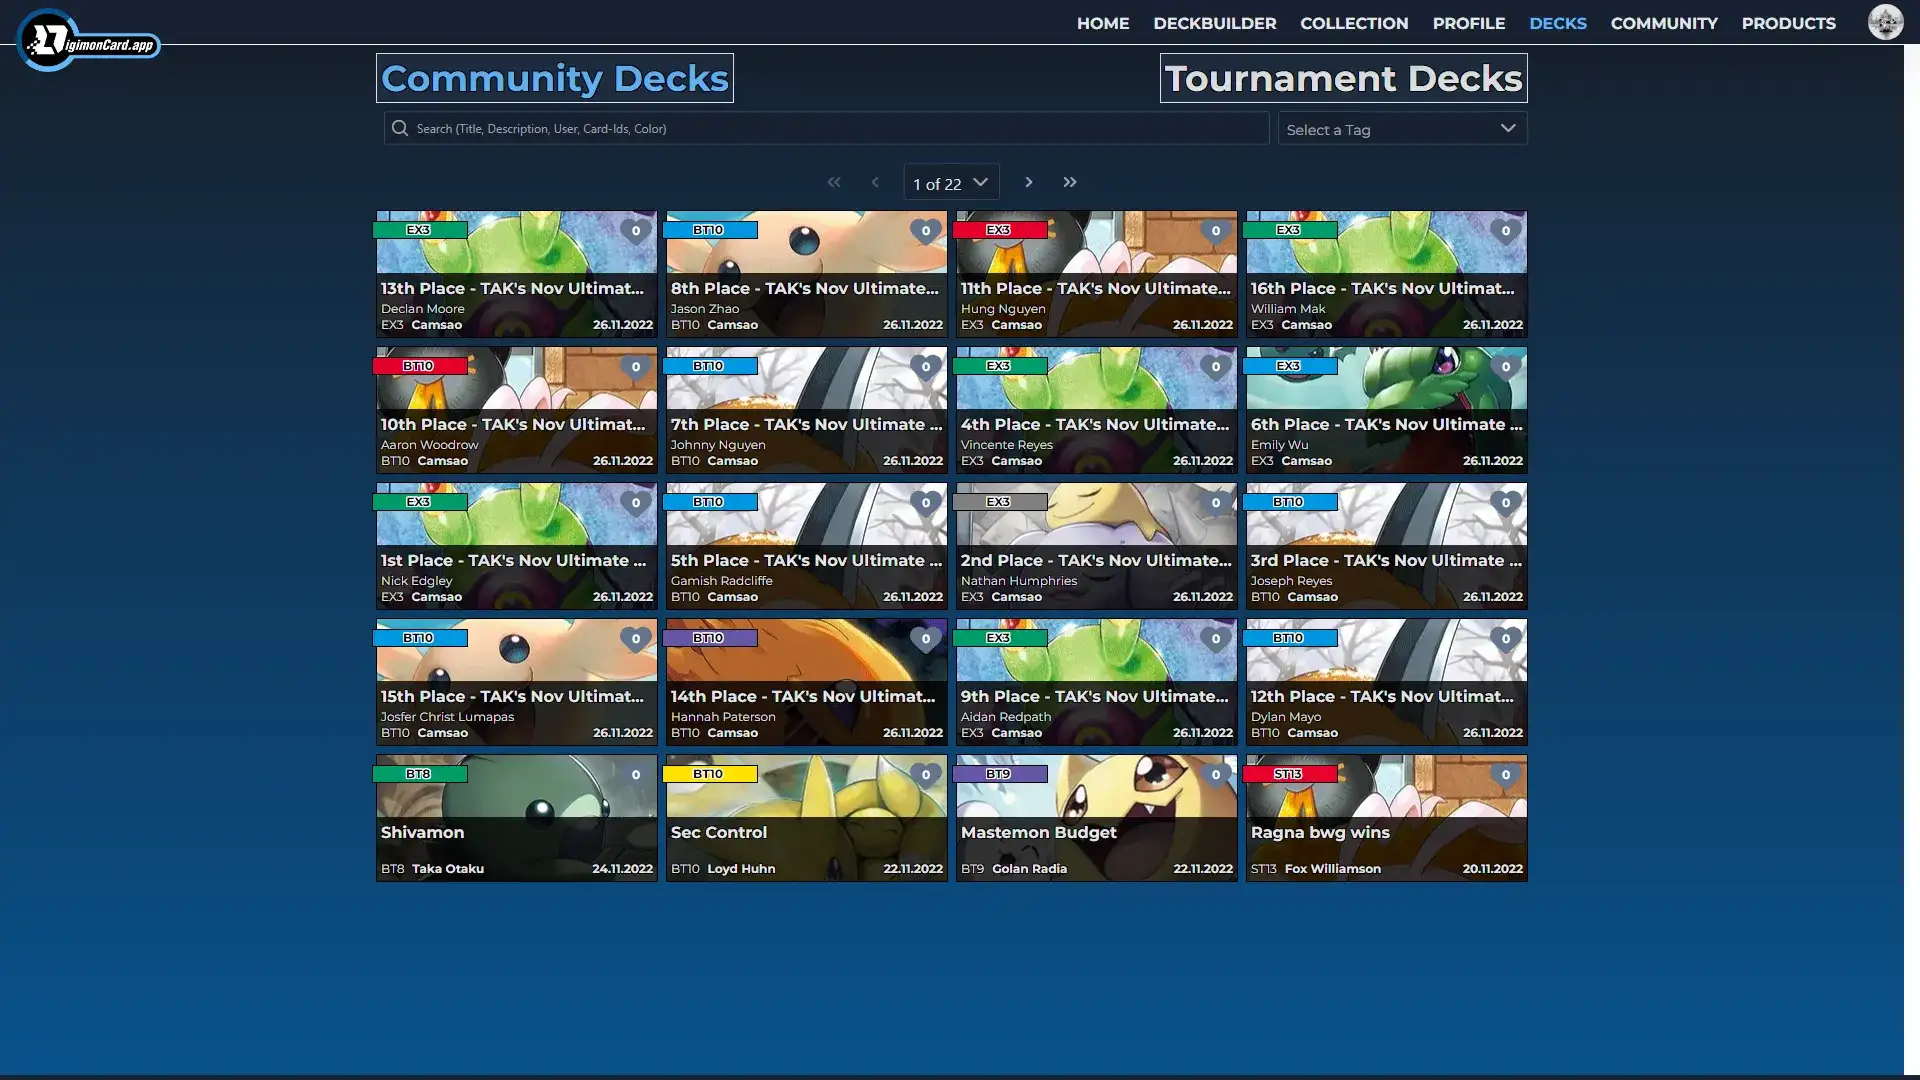 HOME DECKBUILDER COLLECTION PROFILE DECKS COMMUNITY PRODUCTS
igimonCard.app
Community Decks
Tournament Decks
Search (Title, Description, User, Card-Ids, Color)
Select a Tag
1 of 22
EX3
0
13th Place - TAK's Nov Ultimat...
Declan Moore
EX3 Camsao 26.11.2022
BT10
0
8th Place - TAK's Nov Ultimate...
Jason Zhao
BT10 Camsao 26.11.2022
EX3
0
11th Place - TAK's Nov Ultimate...
Hung Nguyen
EX3 Camsao 26.11.2022
EX3
0
16th Place - TAK's Nov Ultimat...
William Mak
EX3 Camsao 26.11.2022
BT10
0
10th Place - TAK's Nov Ultimat...
Aaron Woodrow
BT10 Camsao 26.11.2022
BT10
0
7th Place - TAK's Nov Ultimate ...
Johnny Nguyen
BT10 Camsao 26.11.2022
EX3
0
4th Place - TAK's Nov Ultimate...
Vincente Reyes
EX3 Camsao 26.11.2022
EX3
0
6th Place - TAK's Nov Ultimate ...
Emily Wu
EX3 Camsao 26.11.2022
EX3
0
1st Place - TAK's Nov Ultimate ...
Nick Edgley
EX3 Camsao 26.11.2022
BT10
0
5th Place - TAK's Nov Ultimate ...
Gamish Radcliffe
BT10 Camsao 26.11.2022
EX3
0
2nd Place - TAK's Nov Ultimate...
Nathan Humphries
EX3 Camsao 26.11.2022
BT10
0
3rd Place - TAK's Nov Ultimate ...
Joseph Reyes
BT10 Camsao 26.11.2022
BT10
0
15th Place - TAK's Nov Ultimat...
Josfer Christ Lumapas
BT10 Camsao 26.11.2022
BT10
0
14th Place - TAK's Nov Ultimat...
Hannah Paterson
BT10 Camsao 26.11.2022
EX3
0
9th Place - TAK's Nov Ultimate...
Aidan Redpath
EX3 Camsao 26.11.2022
BT10
0
12th Place - TAK's Nov Ultimat...
Dylan Mayo
BT10 Camsao 26.11.2022
BT8
0
Shivamon
BT8 Taka Otaku 24.11.2022
BT10
0
Sec Control
BT10 Loyd Huhn 22.11.2022
BT9
0
Mastemon Budget
BT9 Golan Radia 22.11.2022
ST13
0
Ragna bwg wins
ST13 Fox Williamson 20.11.2022